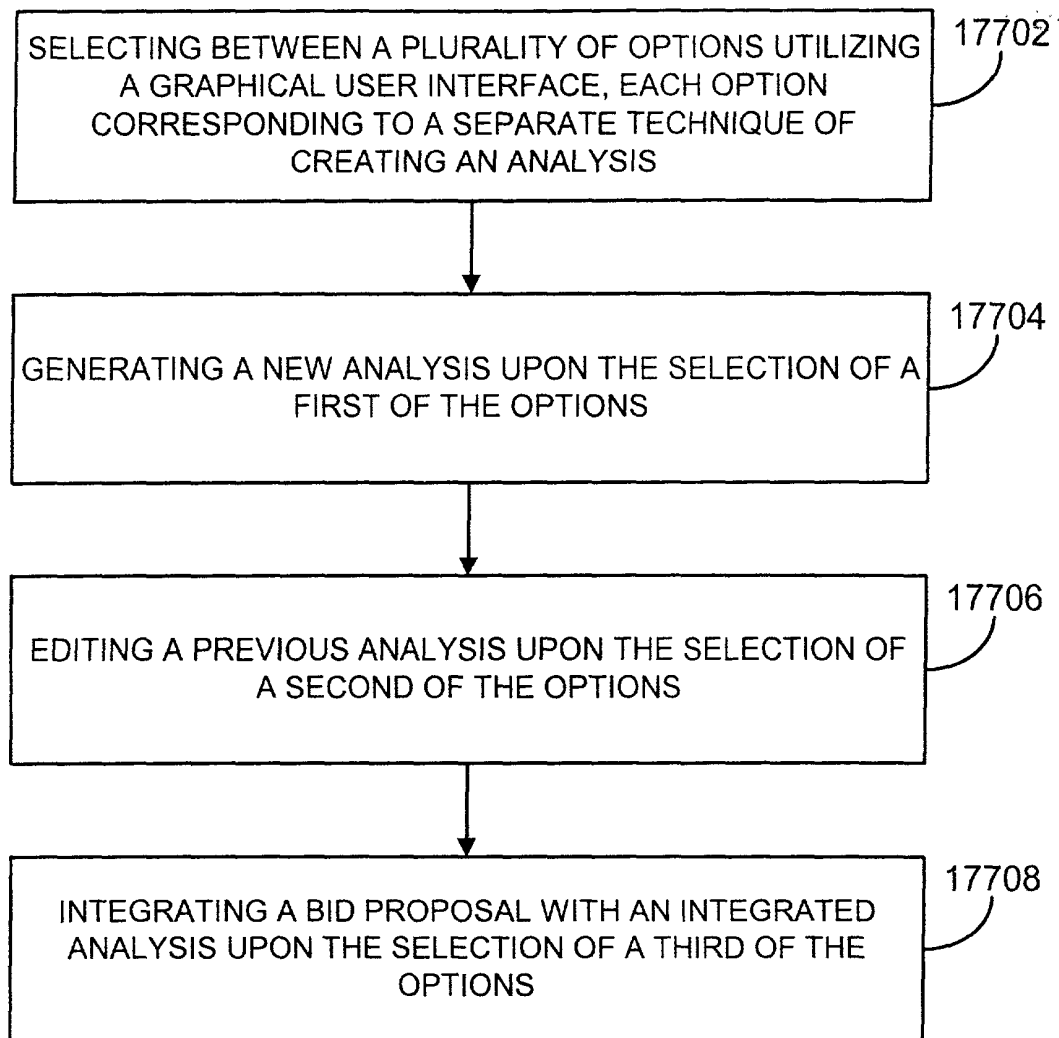 SELECTING BETWEEN A PLURALITY OF OPTIONS UTILIZING
A GRAPHICAL USER INTERFACE, EACH OPTION
CORRESPONDING TO A SEPARATE TECHNIQUE OF
CREATING AN ANALYSIS
17702
GENERATING A NEW ANALYSIS UPON THE SELECTION OF A
FIRST OF THE OPTIONS
17704
EDITING A PREVIOUS ANALYSIS UPON THE SELECTION OF
A SECOND OF THE OPTIONS
17706
INTEGRATING A BID PROPOSAL WITH AN INTEGRATED
ANALYSIS UPON THE SELECTION OF A THIRD OF THE
OPTIONS
17708